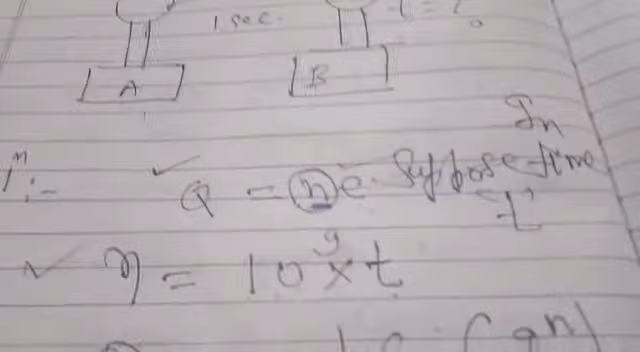 1 sec. t = ?
A B
In
Q = ne Suppose time
't'
n = 10⁹ × t